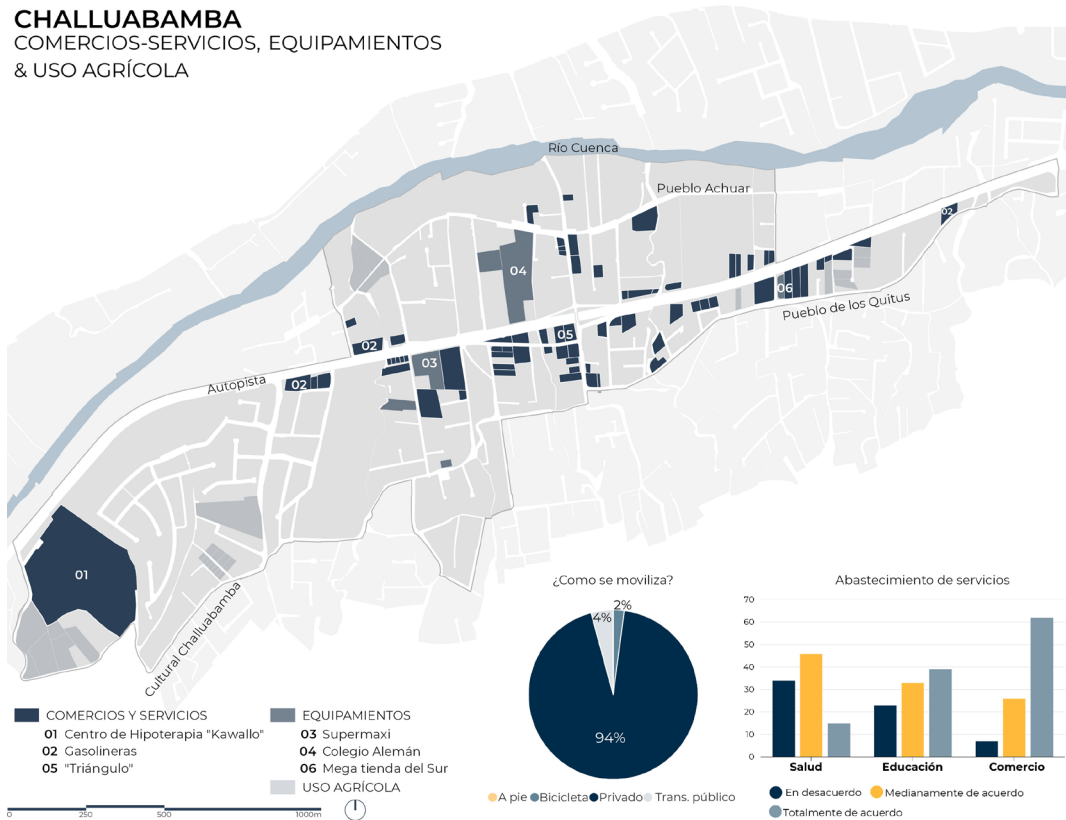 CHALLUABAMBA
COMERCIOS-SERVICIOS, EQUIPAMIENTOS
& USO AGRÍCOLA
Río Cuenca
Pueblo Achuar
02
04
06
Pueblo de los Quitus
05
02
03
Autopista
02
01
Cultural Challuabamba
COMERCIOS Y SERVICIOS
01 Centro de Hipoterapia "Kawallo"
02 Gasolineras
05 "Triángulo"
EQUIPAMIENTOS
03 Supermaxi
04 Colegio Alemán
06 Mega tienda del Sur
USO AGRÍCOLA
0 250 500 1000m
¿Como se moviliza?
2%
4%
94%
A pie Bicicleta Privado Trans. público
Abastecimiento de servicios
70
60
50
40
30
20
10
0
Salud Educación Comercio
En desacuerdo Medianamente de acuerdo
Totalmente de acuerdo